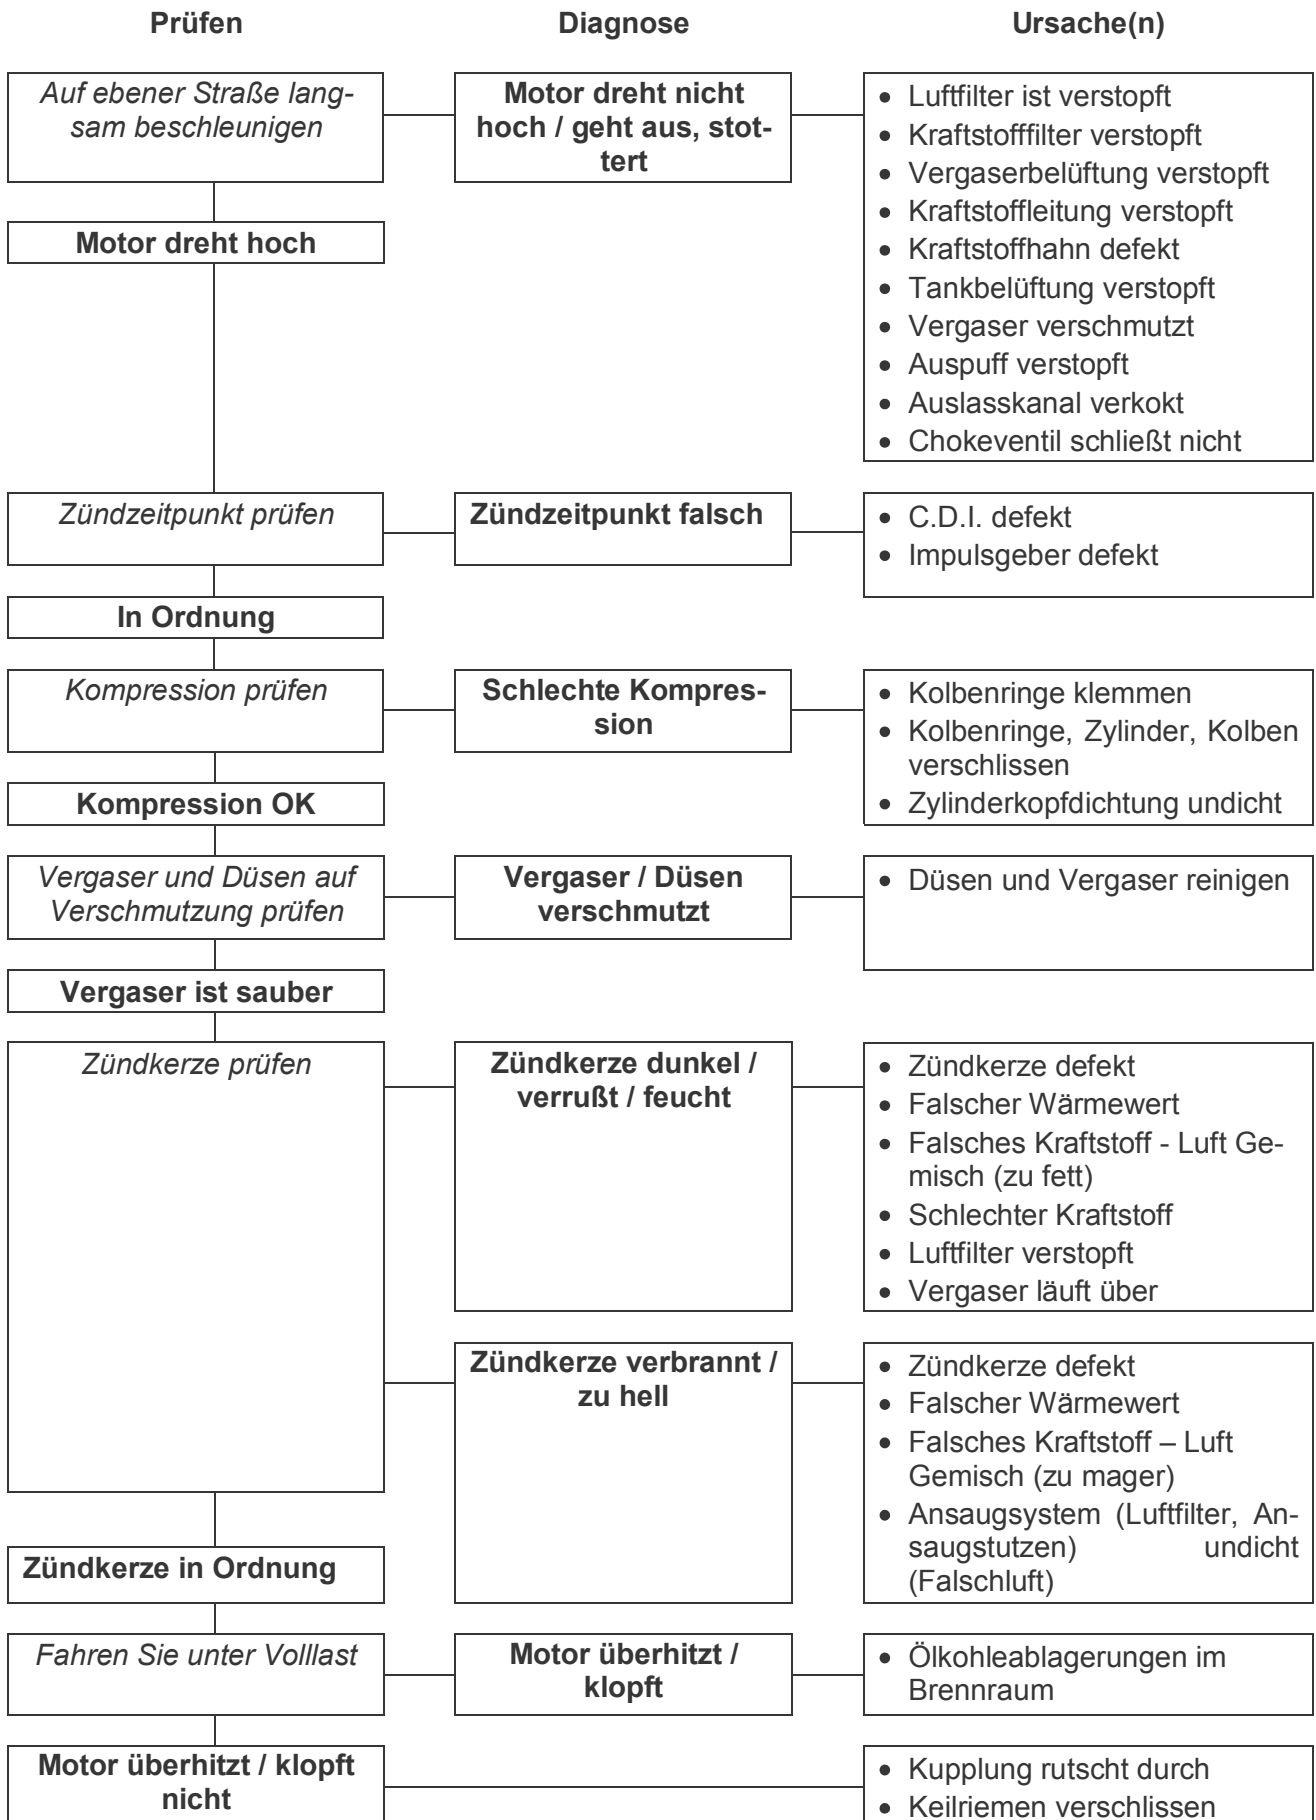 Prüfen Diagnose Ursache(n)
Auf ebener Straße lang-
sam beschleunigen
Motor dreht nicht
hoch / geht aus, stot-
tert
• Luftfilter ist verstopft
• Kraftstofffilter verstopft
• Vergaserbelüftung verstopft
• Kraftstoffleitung verstopft
• Kraftstoffhahn defekt
• Tankbelüftung verstopft
• Vergaser verschmutzt
• Auspuff verstopft
• Auslasskanal verkokt
• Chokeventil schließt nicht
Motor dreht hoch
Zündzeitpunkt prüfen
Zündzeitpunkt falsch
• C.D.I. defekt
• Impulsgeber defekt
In Ordnung
Kompression prüfen
Schlechte Kompres-
sion
• Kolbenringe klemmen
• Kolbenringe, Zylinder, Kolben
verschlissen
• Zylinderkopfdichtung undicht
Kompression OK
Vergaser und Düsen auf
Verschmutzung prüfen
Vergaser / Düsen
verschmutzt
• Düsen und Vergaser reinigen
Vergaser ist sauber
Zündkerze prüfen
Zündkerze dunkel /
verrußt / feucht
• Zündkerze defekt
• Falscher Wärmewert
• Falsches Kraftstoff - Luft Ge-
misch (zu fett)
• Schlechter Kraftstoff
• Luftfilter verstopft
• Vergaser läuft über
Zündkerze verbrannt /
zu hell
• Zündkerze defekt
• Falscher Wärmewert
• Falsches Kraftstoff – Luft
Gemisch (zu mager)
• Ansaugsystem (Luftfilter, An-
saugstutzen) undicht
(Falschluft)
Zündkerze in Ordnung
Fahren Sie unter Volllast
Motor überhitzt /
klopft
• Ölkohleablagerungen im
Brennraum
Motor überhitzt / klopft
nicht
• Kupplung rutscht durch
• Keilriemen verschlissen